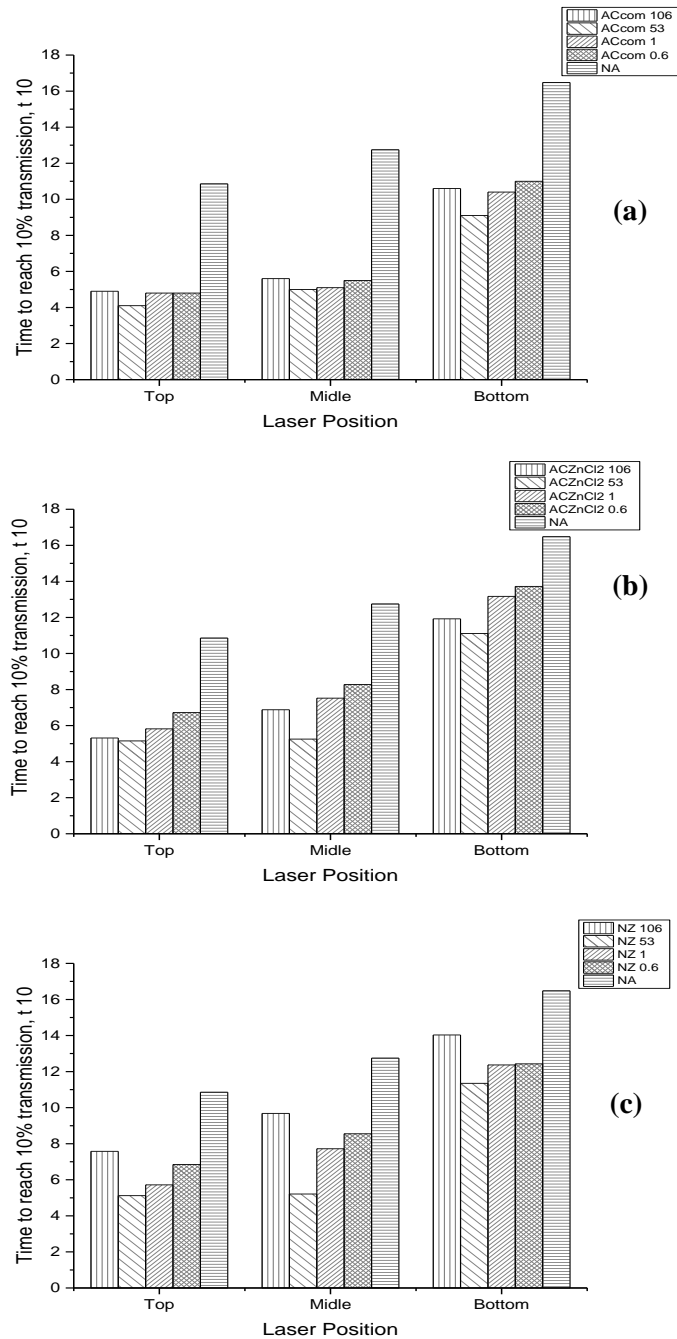 ACcom 106
ACcom 53
ACcom 1
ACcom 0.6
NA
Time to reach 10% transmission, t 10
18
16
14
12
10
8
6
4
2
0
Top
Midle
Bottom
Laser Position
(a)
ACZnCl2 106
ACZnCl2 53
ACZnCl2 1
ACZnCl2 0.6
NA
Time to reach 10% transmission, t 10
18
16
14
12
10
8
6
4
2
0
Top
Midle
Bottom
Laser Position
(b)
NZ 106
NZ 53
NZ 1
NZ 0.6
NA
Time to reach 10% transmission, t 10
18
16
14
12
10
8
6
4
2
0
Top
Midle
Bottom
Laser Position
(c)